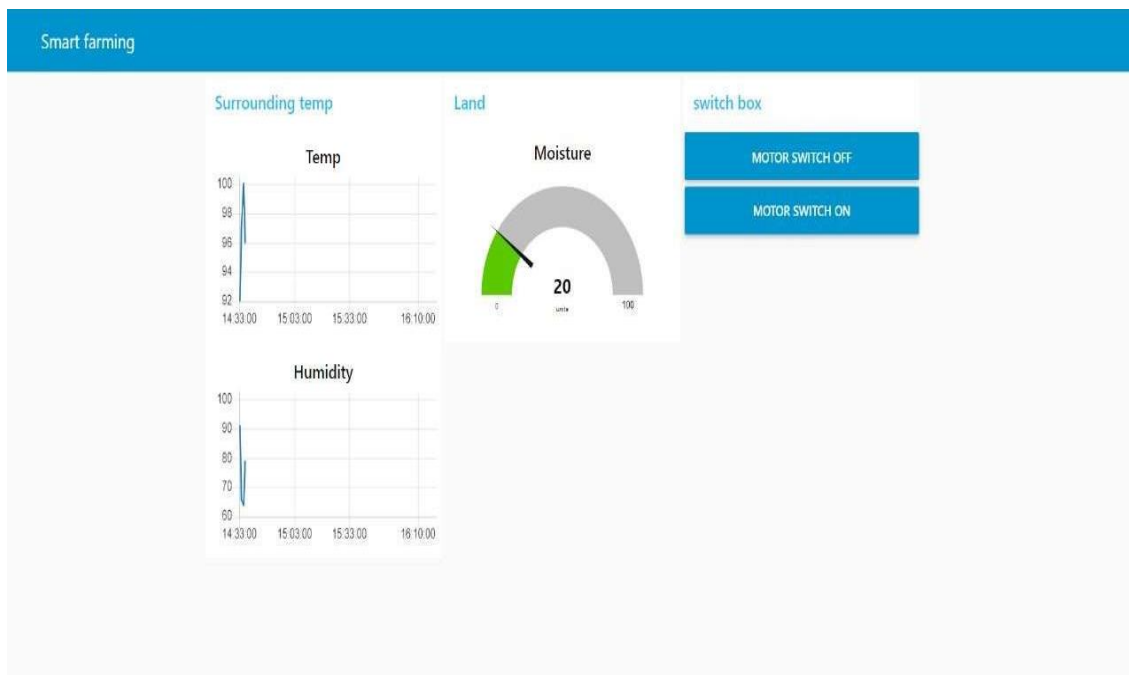 Smart farming
Surrounding temp
Temp
100
98
96
94
92
14:33:00 15:03:00 15:33:00 16:10:00
Humidity
100
90
80
70
60
14:33:00 15:03:00 15:33:00 16:10:00
Land
Moisture
20
units
0 100
switch box
MOTOR SWITCH OFF
MOTOR SWITCH ON